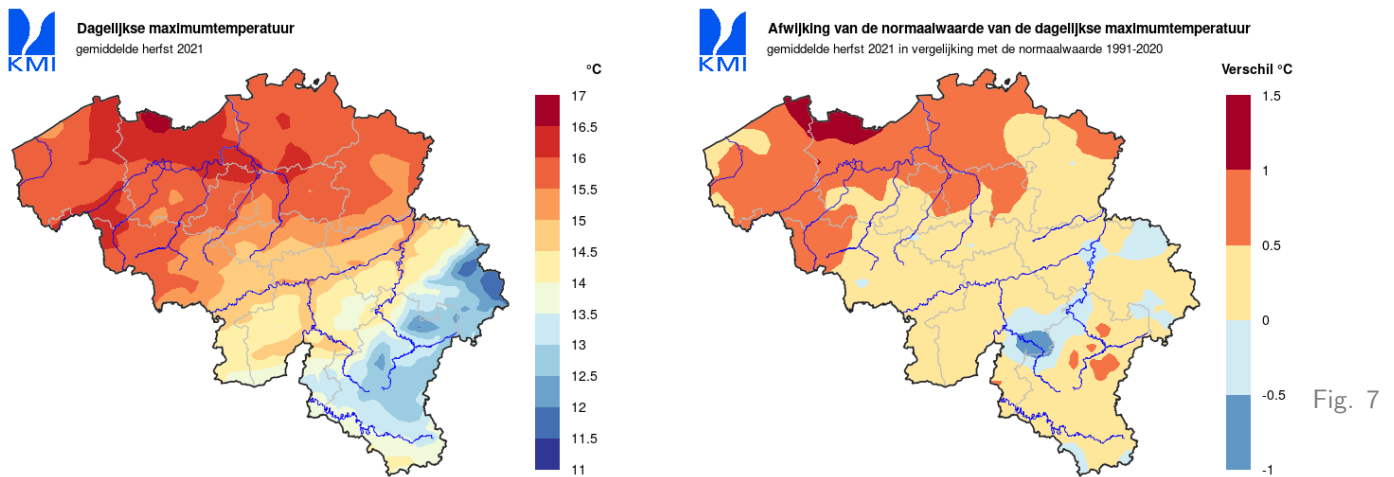 KMI
Dagelijkse maximumtemperatuur
gemiddelde herfst 2021
°C
17
16.5
16
15.5
15
14.5
14
13.5
13
12.5
12
11.5
11
KMI
Afwijking van de normaalwaarde van de dagelijkse maximumtemperatuur
gemiddelde herfst 2021 in vergelijking met de normaalwaarde 1991-2020
Verschil °C
1.5
1
0.5
0
-0.5
-1
Fig. 7